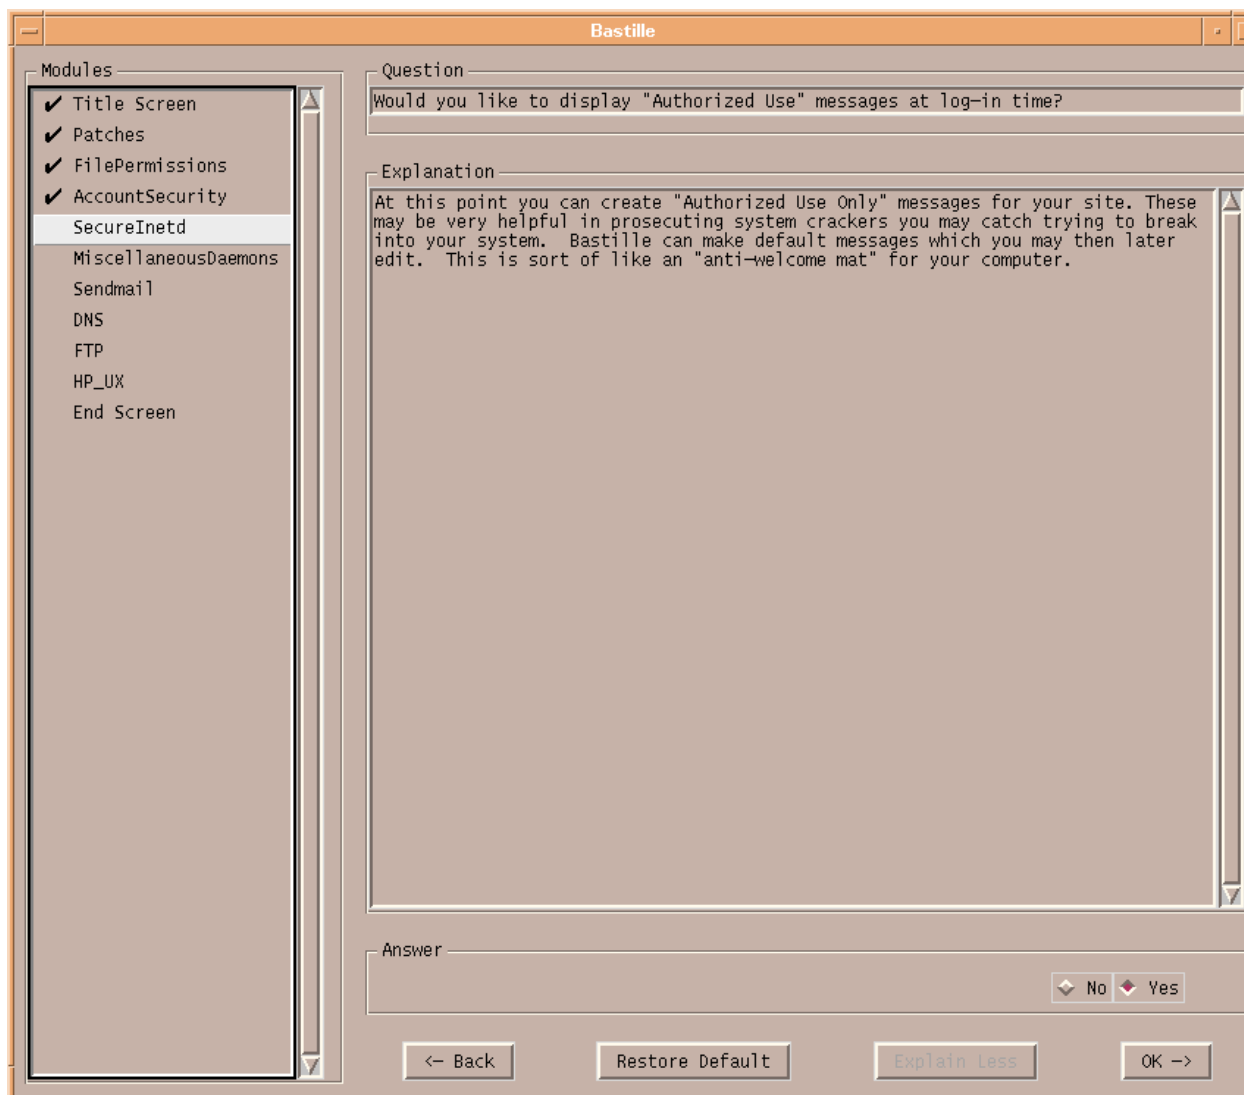 Bastille
Modules
Title Screen
Patches
FilePermissions
AccountSecurity
SecureInetd
MiscellaneousDaemons
Sendmail
DNS
FTP
HP_UX
End Screen
Question
Would you like to display "Authorized Use" messages at log-in time?
Explanation
At this point you can create "Authorized Use Only" messages for your site. These
may be very helpful in prosecuting system crackers you may catch trying to break
into your system.  Bastille can make default messages which you may then later
edit.  This is sort of like an "anti-welcome mat" for your computer.
Answer
No Yes
<- Back Restore Default Explain Less OK ->